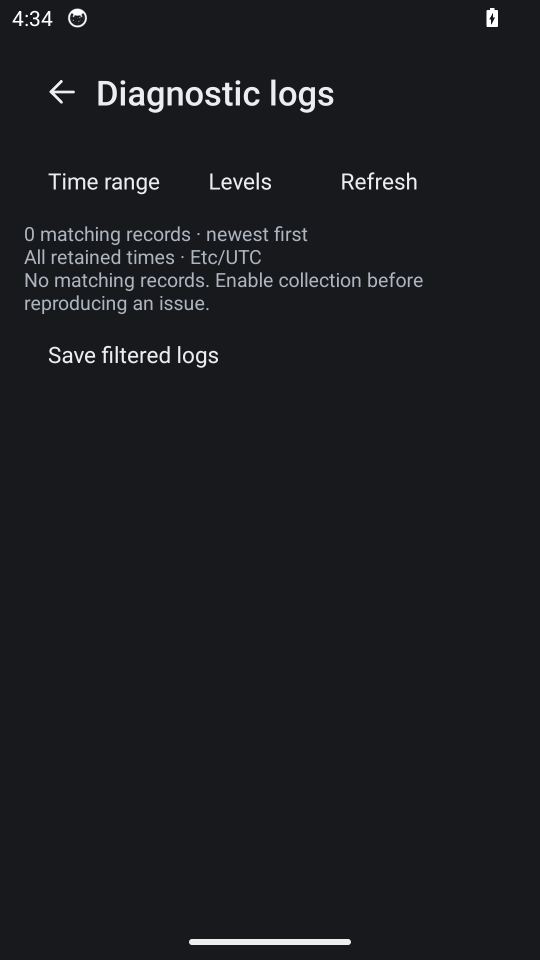 4:34
Diagnostic logs
Time range Levels Refresh
0 matching records · newest first
All retained times · Etc/UTC
No matching records. Enable collection before
reproducing an issue.
Save filtered logs